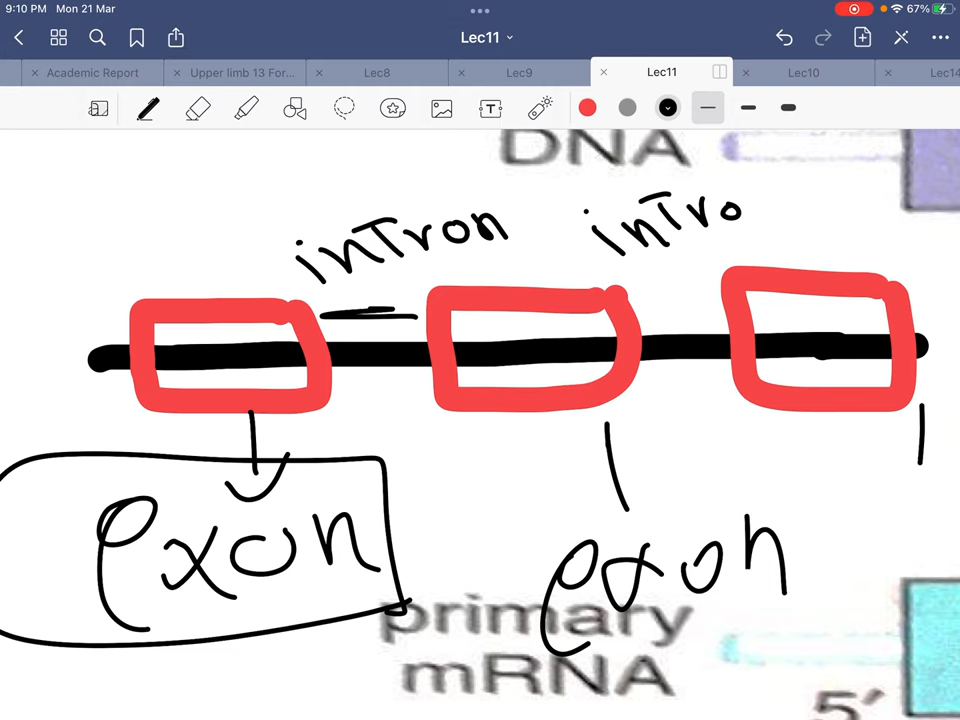 9:10 PM Mon 21 Mar
67%
Lec11
Academic Report
Upper limb 13 For...
Lec8
Lec9
Lec11
Lec10
Lec14
DNA
inTron inTro
exon exon
primary
mRNA
5′